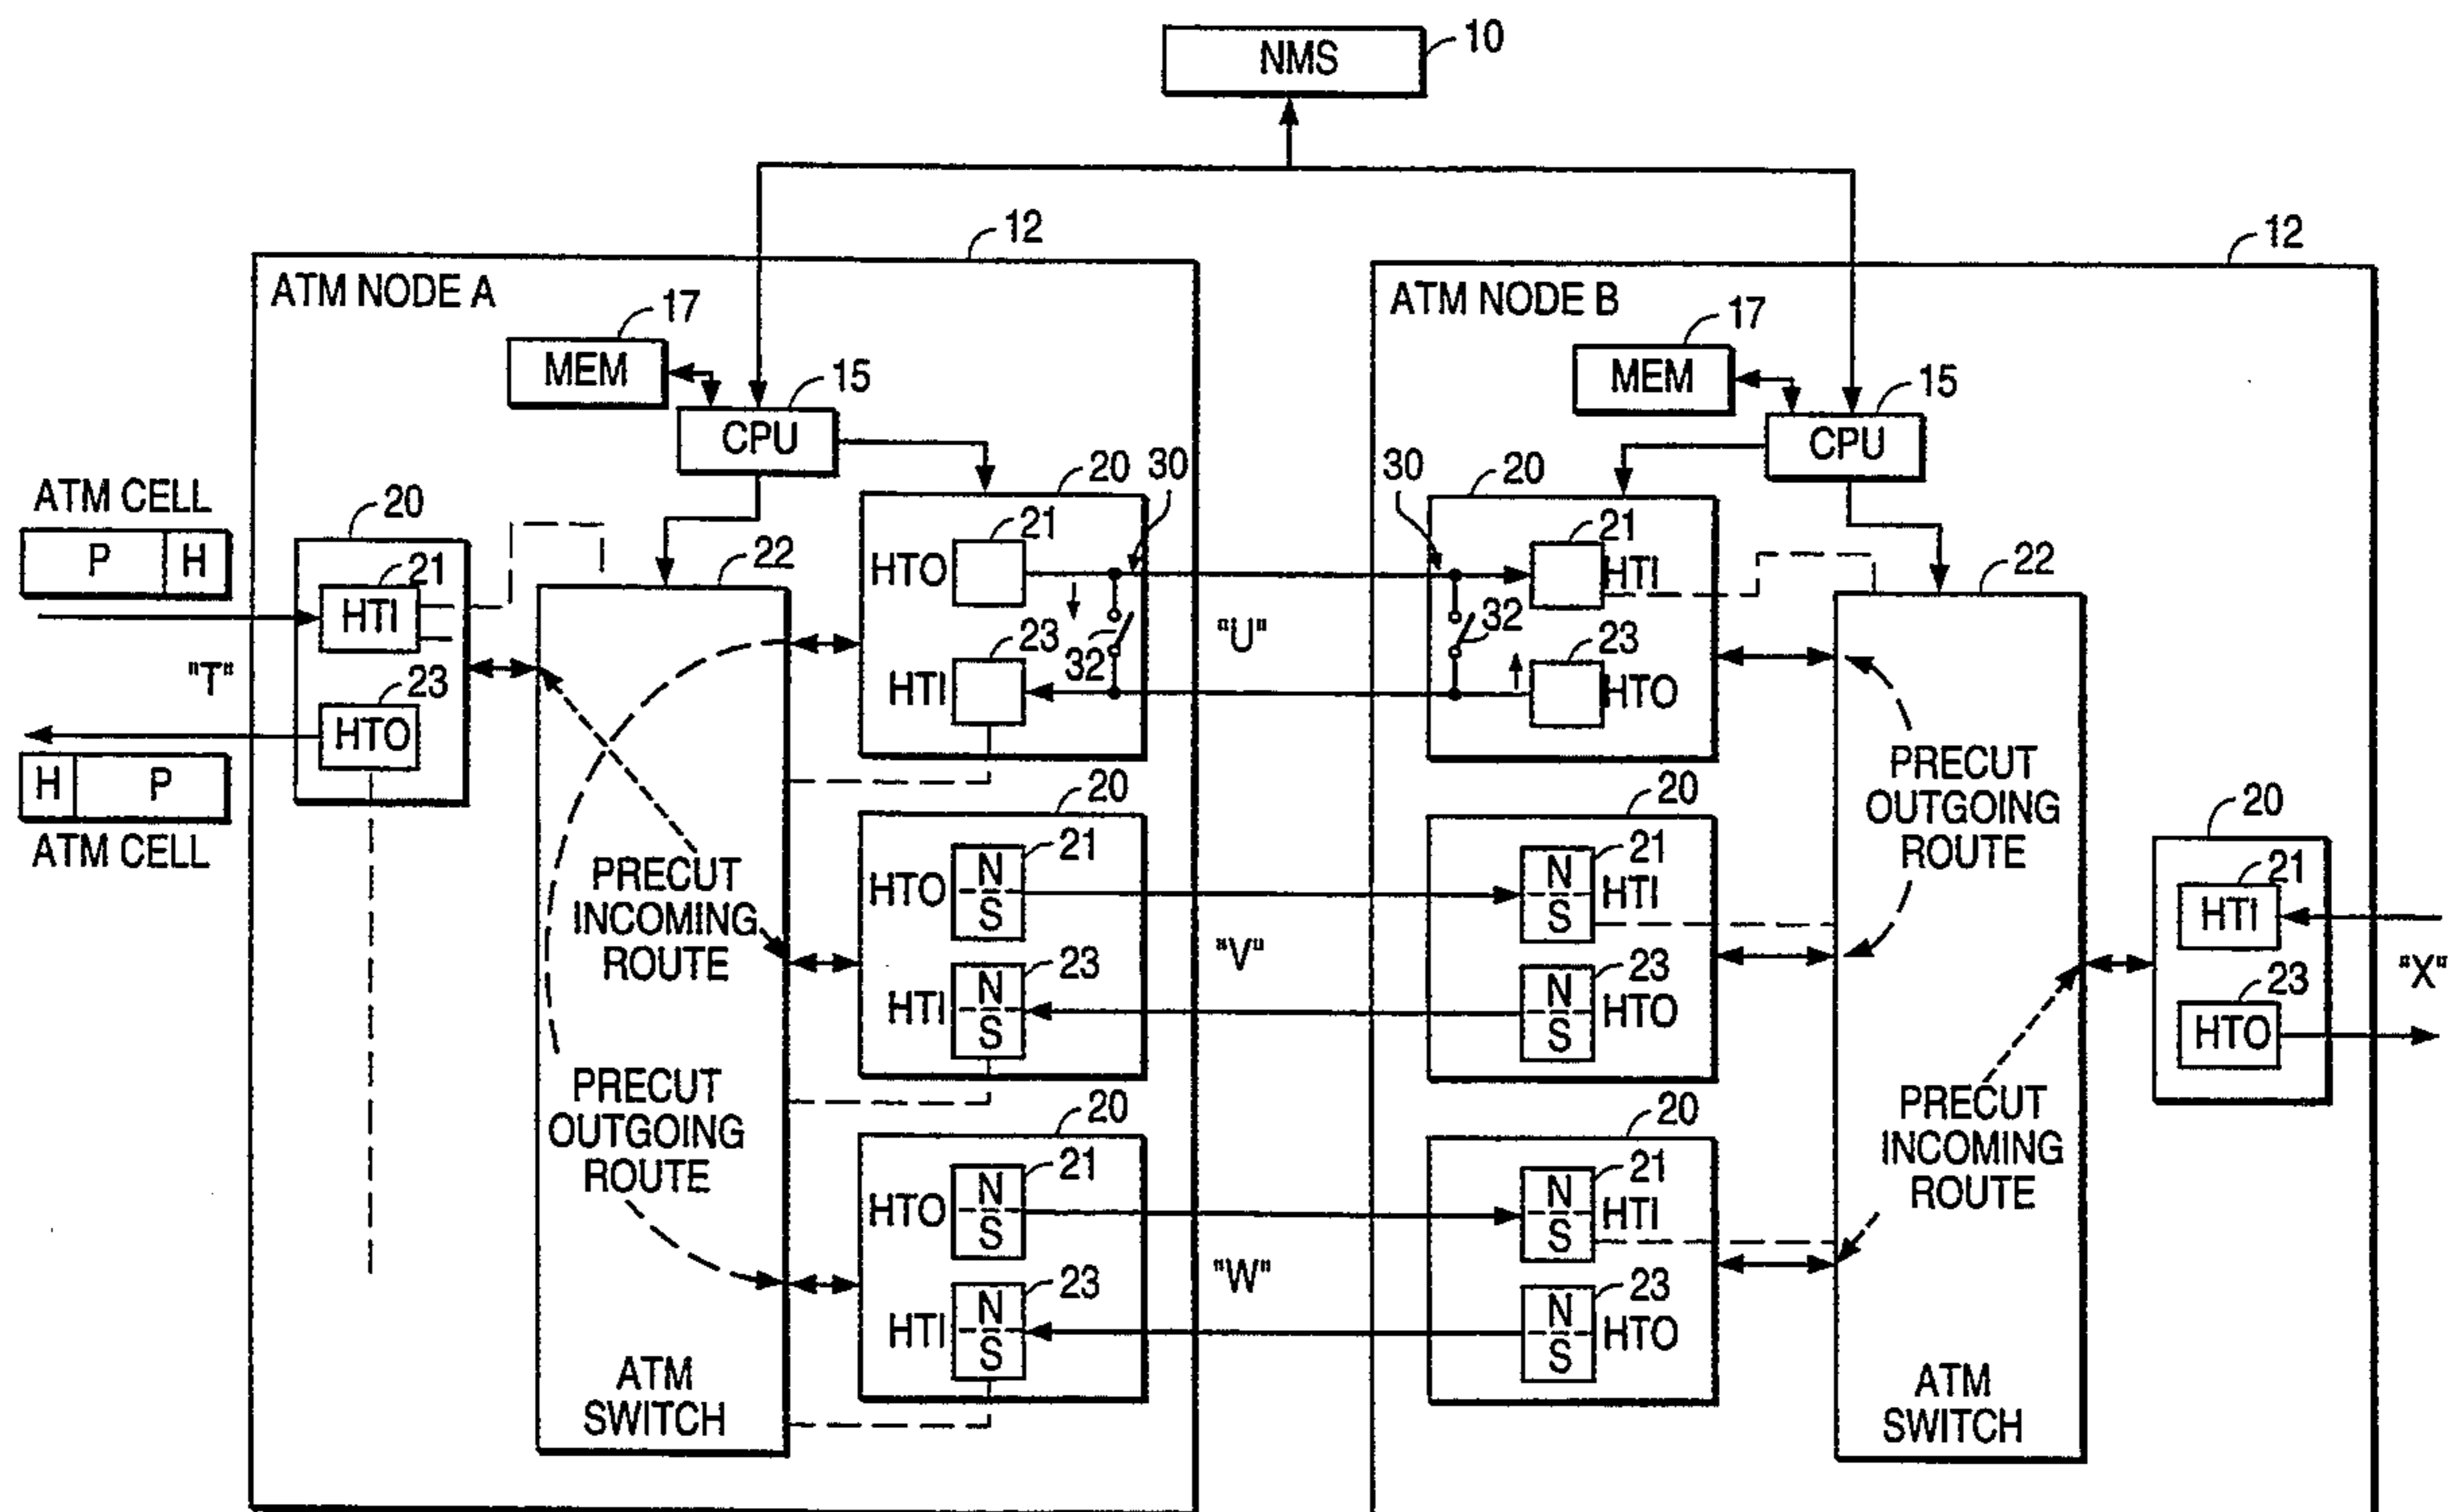 NMS
10
12
12
ATM NODE A
ATM NODE B
17
17
MEM
MEM
15
15
CPU
CPU
ATM CELL
P H
20
21
HTI
"T"
23
HTO
H P
ATM CELL
22
PRECUT
INCOMING
ROUTE
PRECUT
OUTGOING
ROUTE
ATM
SWITCH
20
30
21
HTO
23
32
HTI
"U"
20
21
HTO
N
S
23
HTI
N
S
"V"
20
21
HTO
N
S
23
HTI
N
S
"W"
30
20
21
HTI
32
23
HTO
20
21
N
S
HTI
23
N
S
HTO
20
21
N
S
HTI
23
N
S
HTO
22
PRECUT
OUTGOING
ROUTE
PRECUT
INCOMING
ROUTE
ATM
SWITCH
20
21
HTI
23
HTO
"X"